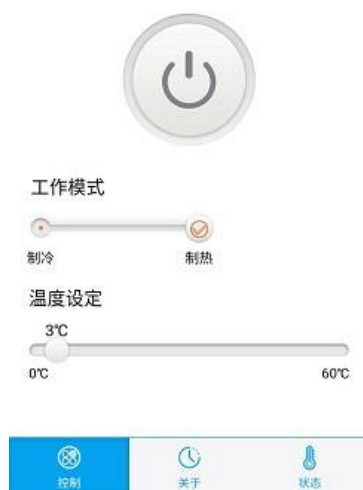 工作模式
制冷 制热
温度设定
3℃
0℃ 60℃
控制 关于 状态